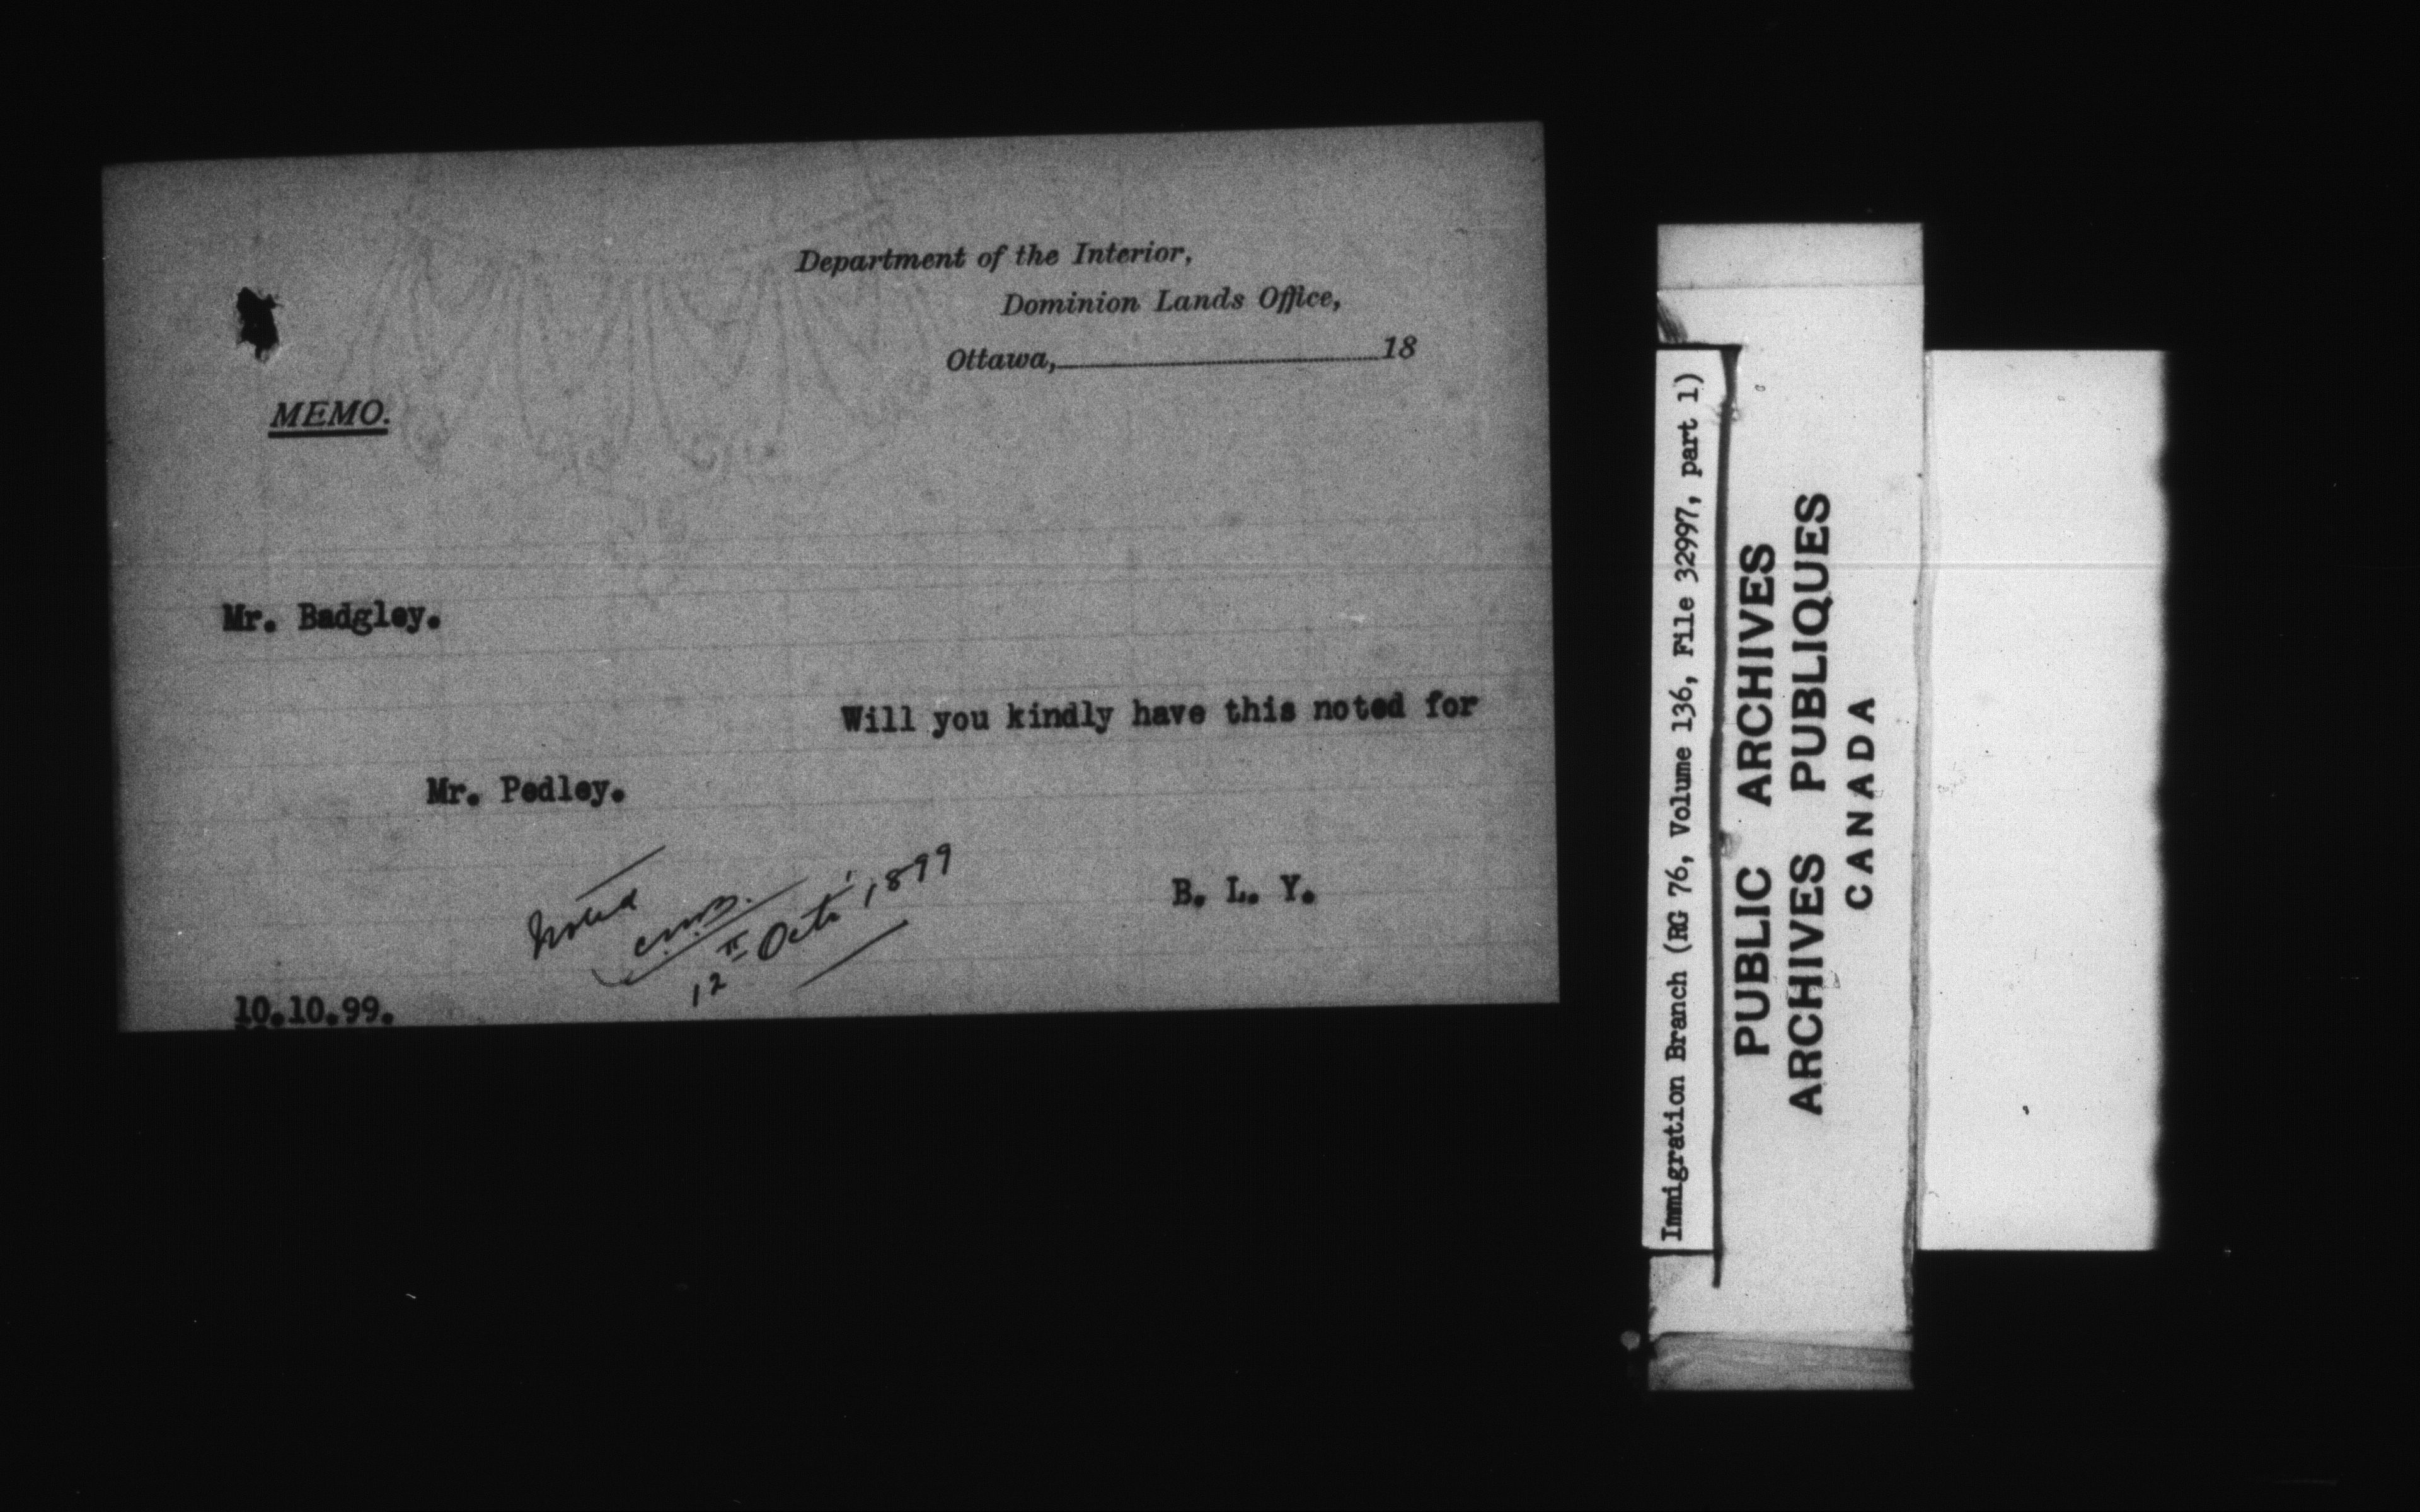 Department of the Interior,
Dominion Lands Office,
Ottawa, 18
MEMO.
Mr. Badgley.
Will you kindly have this noted for
Mr. Pedley.
B. L. Y.
Noted
12th Oct 1899
10.10.99.
Immigration Branch (RG 76, Volume 136, File 32997, part 1)
PUBLIC ARCHIVES
ARCHIVES PUBLIQUES
CANADA